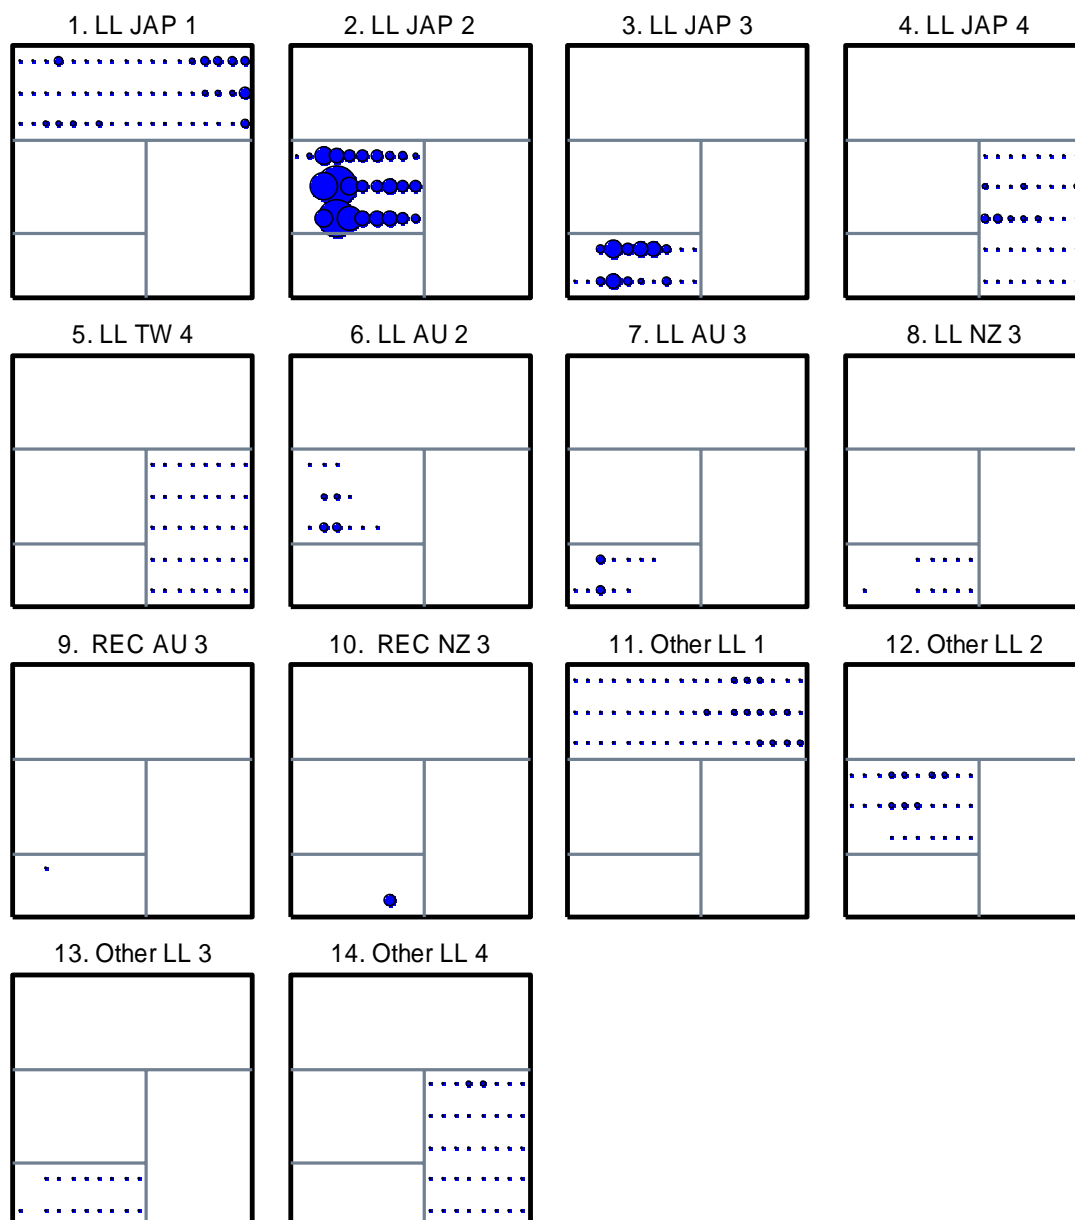 1. LL JAP 1
2. LL JAP 2
3. LL JAP 3
4. LL JAP 4
5. LL TW 4
6. LL AU 2
7. LL AU 3
8. LL NZ 3
9. REC AU 3
10. REC NZ 3
11. Other LL 1
12. Other LL 2
13. Other LL 3
14. Other LL 4